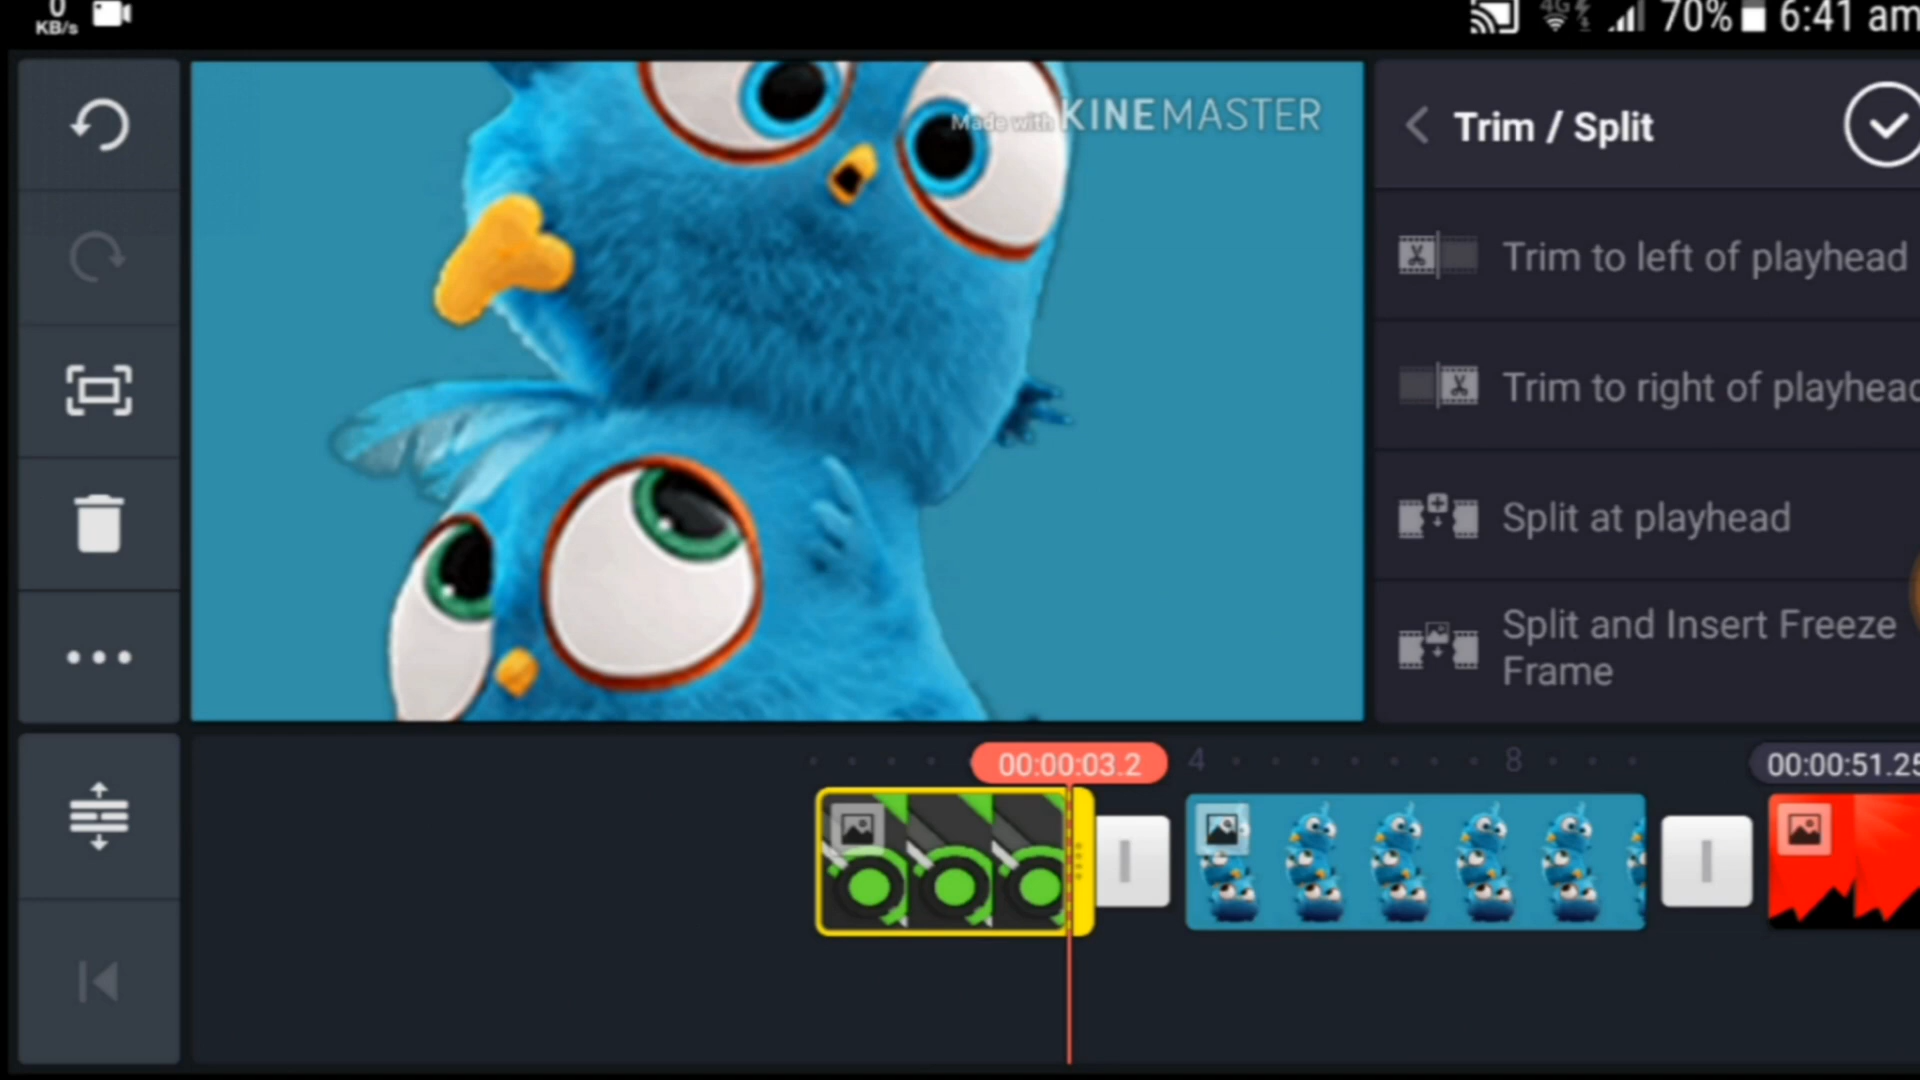 0
KB/s
4G
70%
6:41 am
Made with KINEMASTER
Trim / Split
Trim to left of playhead
Trim to right of playhead
Split at playhead
Split and Insert Freeze
Frame
00:00:03.2
4
8
00:00:51.25